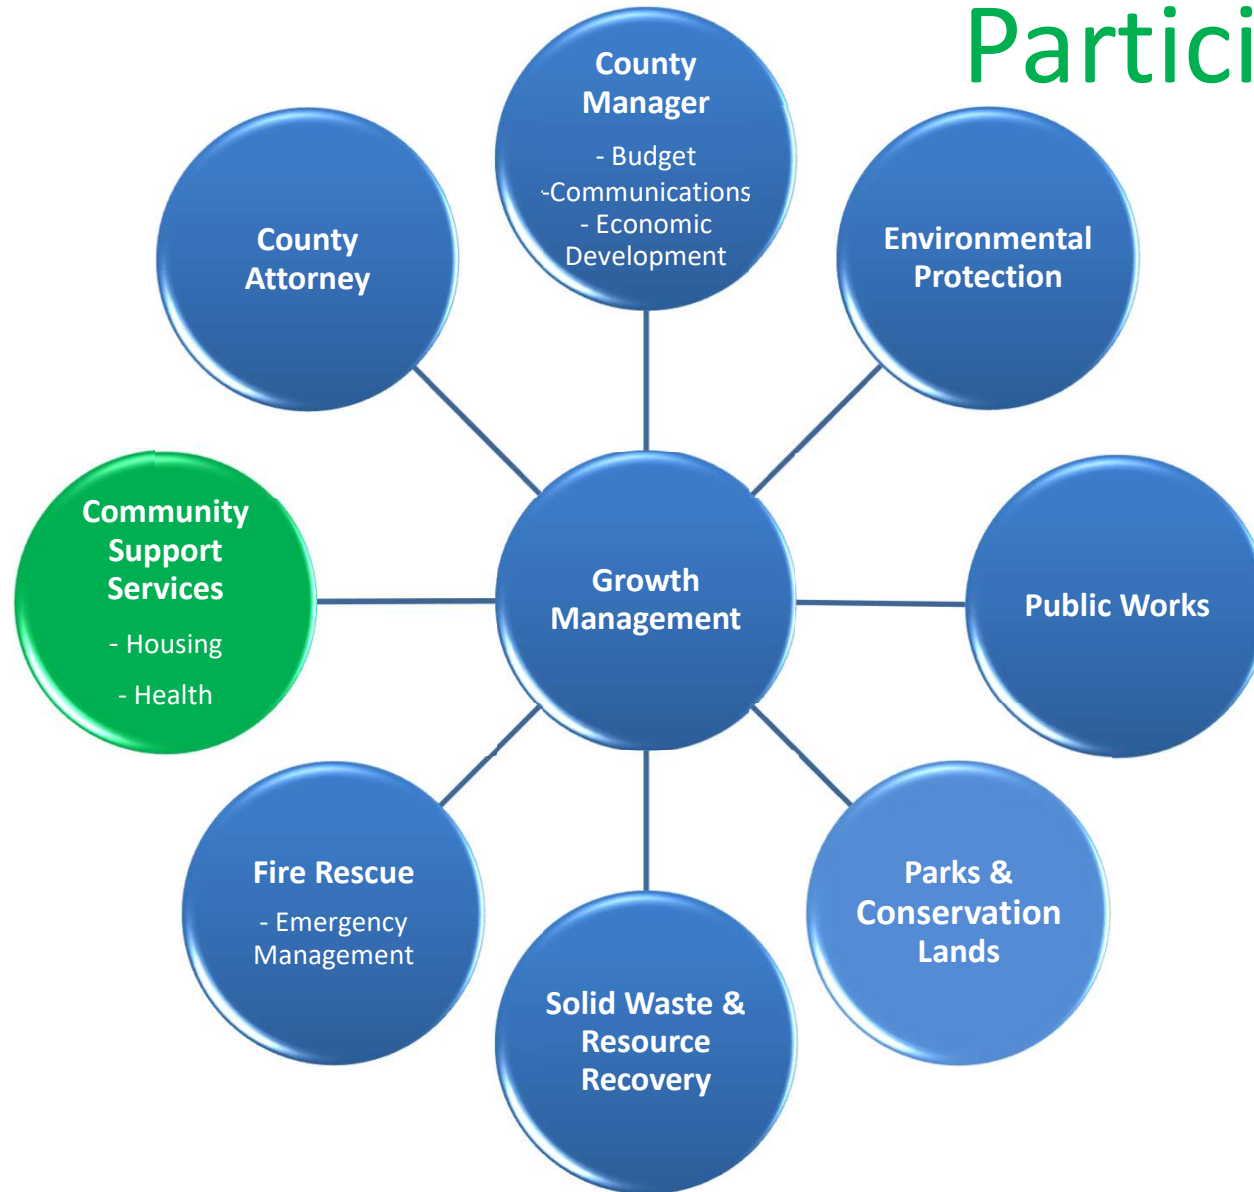 Partici
County
Manager
- Budget
-Communications
- Economic
Development
County
Attorney
Environmental
Protection
Community
Support
Services
- Housing
- Health
Growth
Management
Public Works
Fire Rescue
- Emergency
Management
Parks &
Conservation
Lands
Solid Waste &
Resource
Recovery